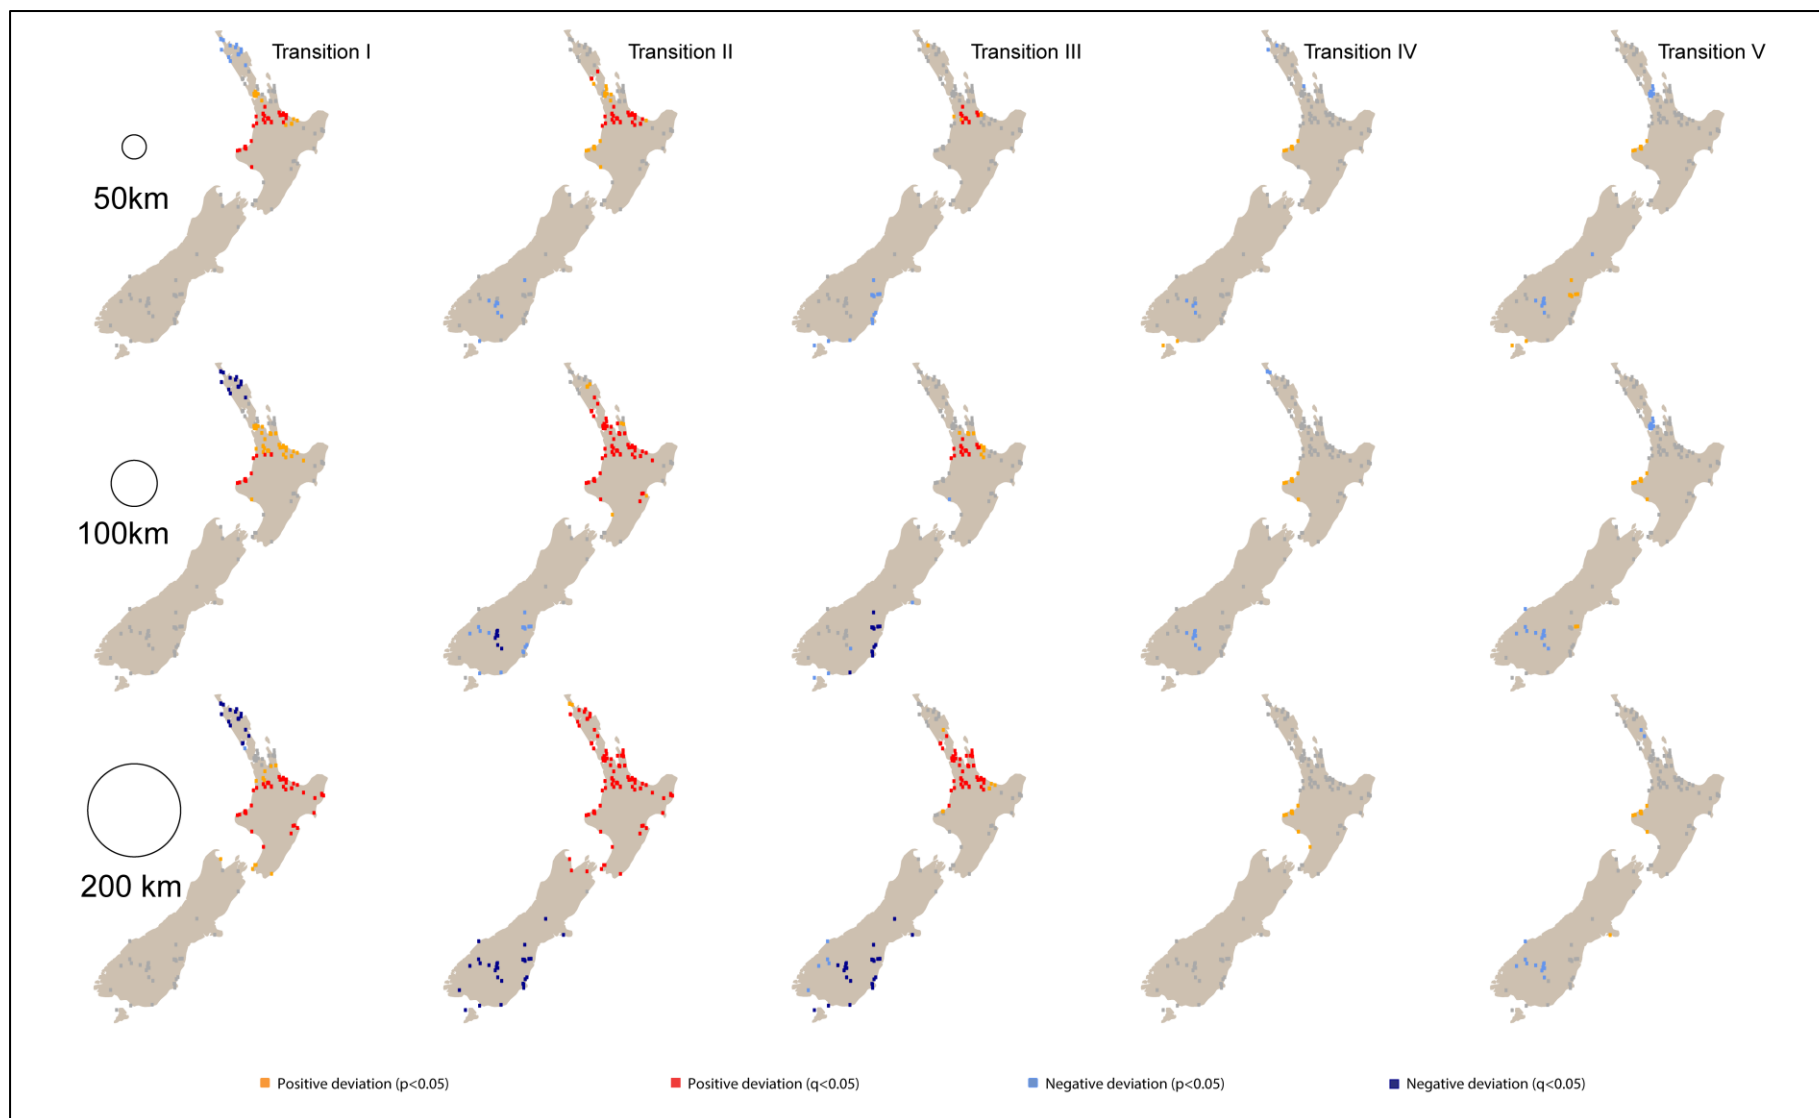 Transition I
Transition II
Transition III
Transition IV
Transition V
50km
100km
200 km
Positive deviation (p<0.05)
Positive deviation (q<0.05)
Negative deviation (p<0.05)
Negative deviation (q<0.05)